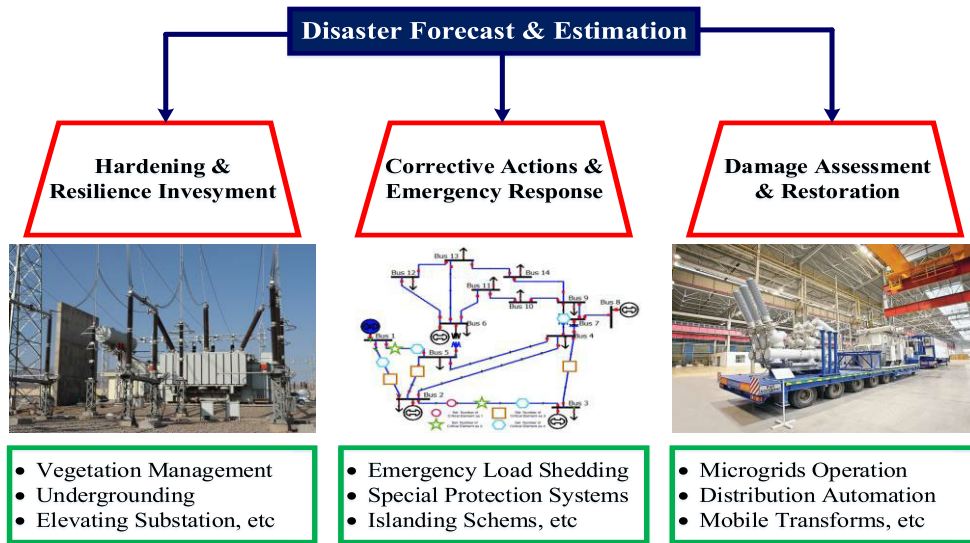 Disaster Forecast & Estimation
Hardening &
Resilience Invesyment
Corrective Actions &
Emergency Response
Damage Assessment
& Restoration
Bus 13
Bus 12
Bus 14
Bus 11
Bus 10
Bus 9
Bus 8
Bus 7
Bus 6
Bus 1
Bus 4
Bus 5
Bus 2
Bus 3
• Vegetation Management
• Undergrounding
• Elevating Substation, etc
• Emergency Load Shedding
• Special Protection Systems
• Islanding Schems, etc
• Microgrids Operation
• Distribution Automation
• Mobile Transforms, etc